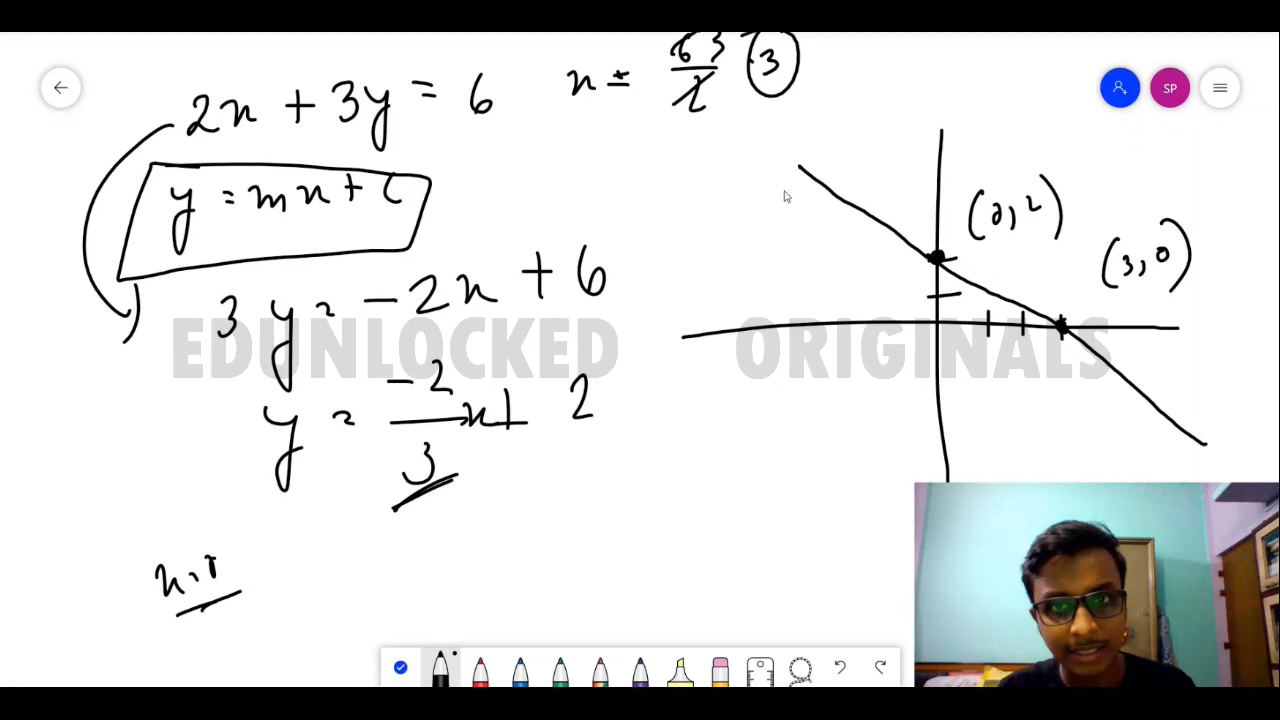 2x + 3y = 6
x = 6/2 3 3
SP
y = mx + c
(0, 2)
(3, 0)
3y = -2x + 6
EDUNLOCKED ORIGINALS
y = -2/3 x + 2